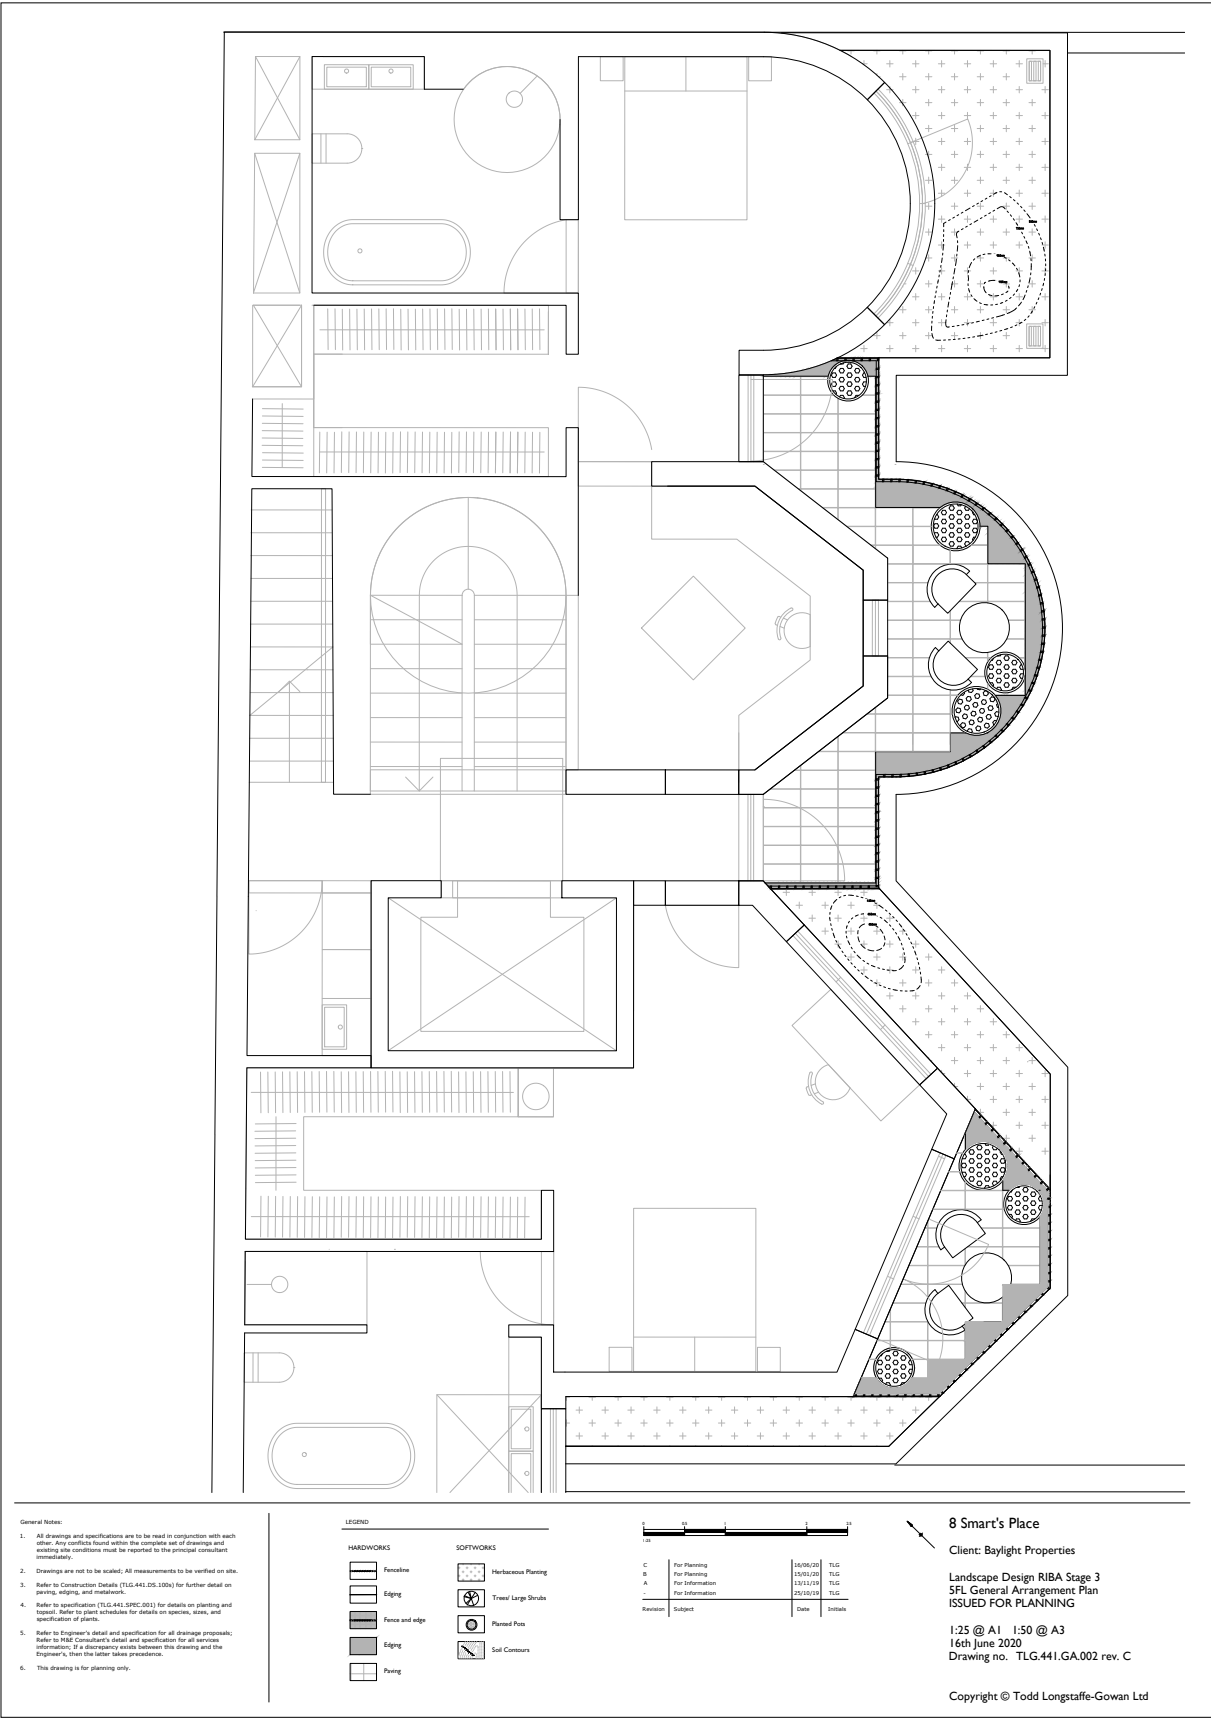 General Notes:
1. All drawings and specifications are to be read in conjunction with each
other. Any conflicts found within the complete set of drawings and
existing site conditions must be reported to the principal consultant
immediately.
2. Drawings are not to be scaled; All measurements to be verified on site.
3. Refer to Construction Details (TLG.441.DS.100s) for further detail on
paving, edging, and metalwork.
4. Refer to specification (TLG.441.SPEC.001) for details on planting and
topsoil. Refer to plant schedules for details on species, sizes, and
specification of plants.
5. Refer to Engineer's detail and specification for all drainage proposals;
Refer to M&E Consultant's detail and specification for all services
information; If a discrepancy exists between this drawing and the
Engineer's, then the latter takes precedence.
6. This drawing is for planning only.
LEGEND
HARDWORKS
Fenceline
Edging
Fence and edge
Edging
Paving
SOFTWORKS
Herbaceous Planting
Trees/ Large Shrubs
Planted Pots
Soil Contours
0 0.5 1 2 2.5
1:25
C For Planning 16/06/20 TLG
B For Planning 15/01/20 TLG
A For Information 13/11/19 TLG
- For Information 25/10/19 TLG
Revision Subject Date Initials
8 Smart's Place
Client: Baylight Properties
Landscape Design RIBA Stage 3
5FL General Arrangement Plan
ISSUED FOR PLANNING
1:25 @ A1 1:50 @ A3
16th June 2020
Drawing no. TLG.441.GA.002 rev. C
Copyright © Todd Longstaffe-Gowan Ltd